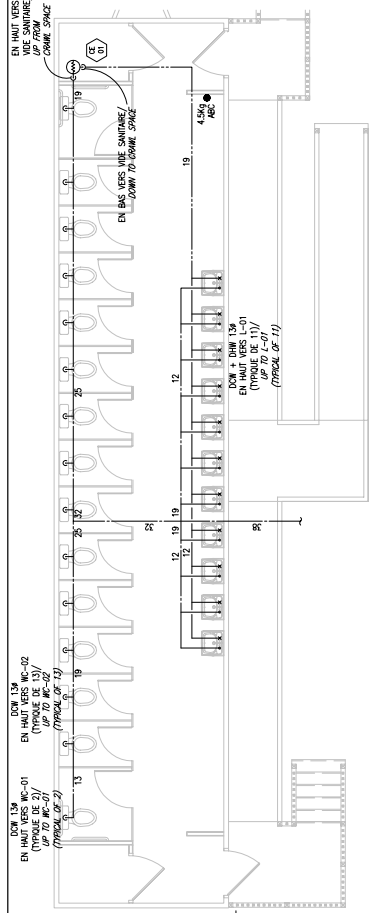 DCW 13ø
EN HAUT VERS WC-01
(TYPIQUE DE 2)/
UP TO WC-01
(TYPICAL OF 2)
DCW 13ø
EN HAUT VERS WC-02
(TYPIQUE DE 13)/
UP TO WC-02
(TYPICAL OF 13)
EN HAUT VERS
VIDE SANITAIRE/
UP FROM
CRAWL SPACE
CE
01
13
19
25
32
25
19
EN BAS VERS VIDE SANITAIRE/
DOWN TO CRAWL SPACE
19
4.5Kg
ABC
32
12
12
19
19
12
38
DCW + DHW 13ø
EN HAUT VERS L-01
(TYPIQUE DE 11)/
UP TO L-01
(TYPICAL OF 11)